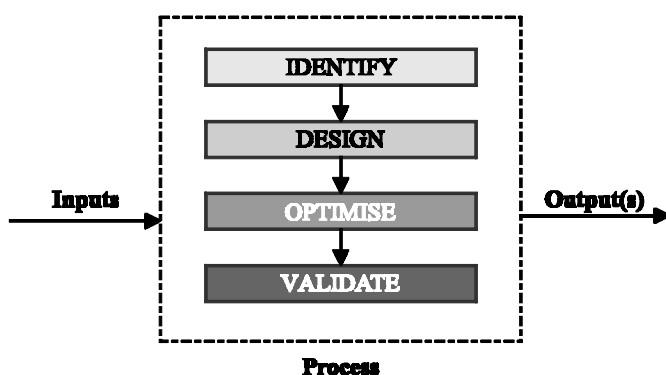 IDENTIFY
DESIGN
Inputs
OPTIMISE
Output(s)
VALIDATE
Process